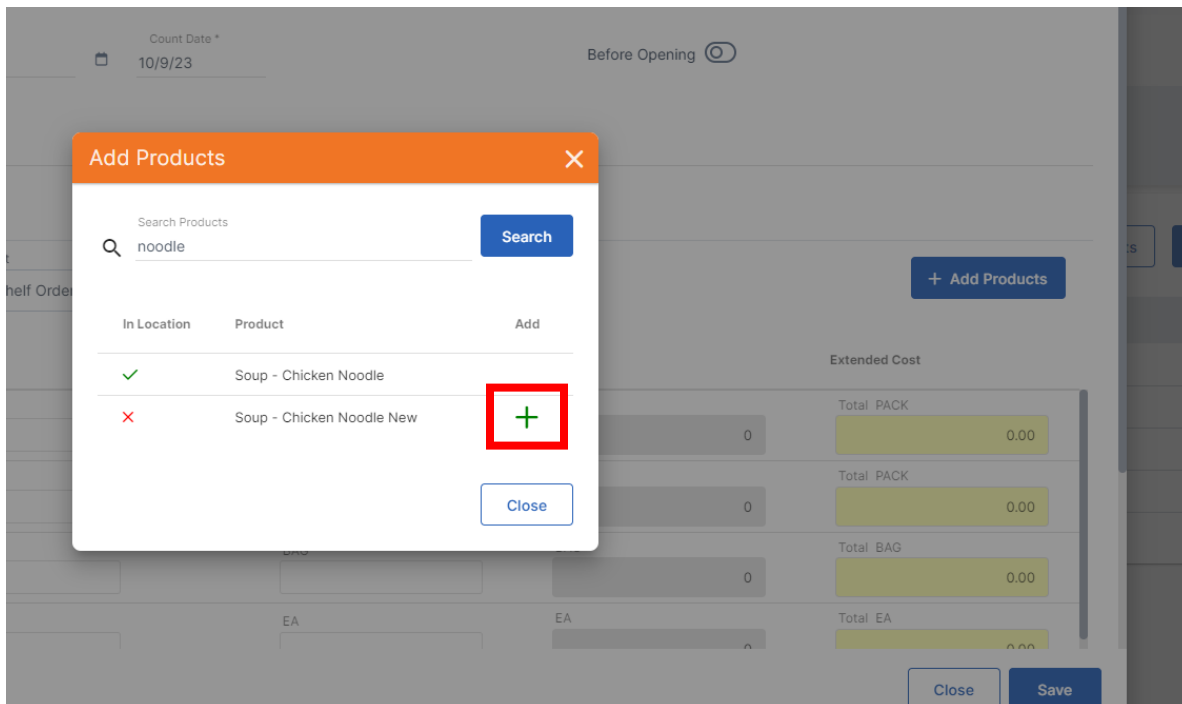 Count Date *
10/9/23
Before Opening
Add Products
Search Products
noodle
Search
+ Add Products
helf Order
In Location Product Add
Soup - Chicken Noodle
Soup - Chicken Noodle New
Extended Cost
Total PACK
0 0.00
Total PACK
0 0.00
Close
Total BAG
0 0.00
EA EA Total EA
Close Save